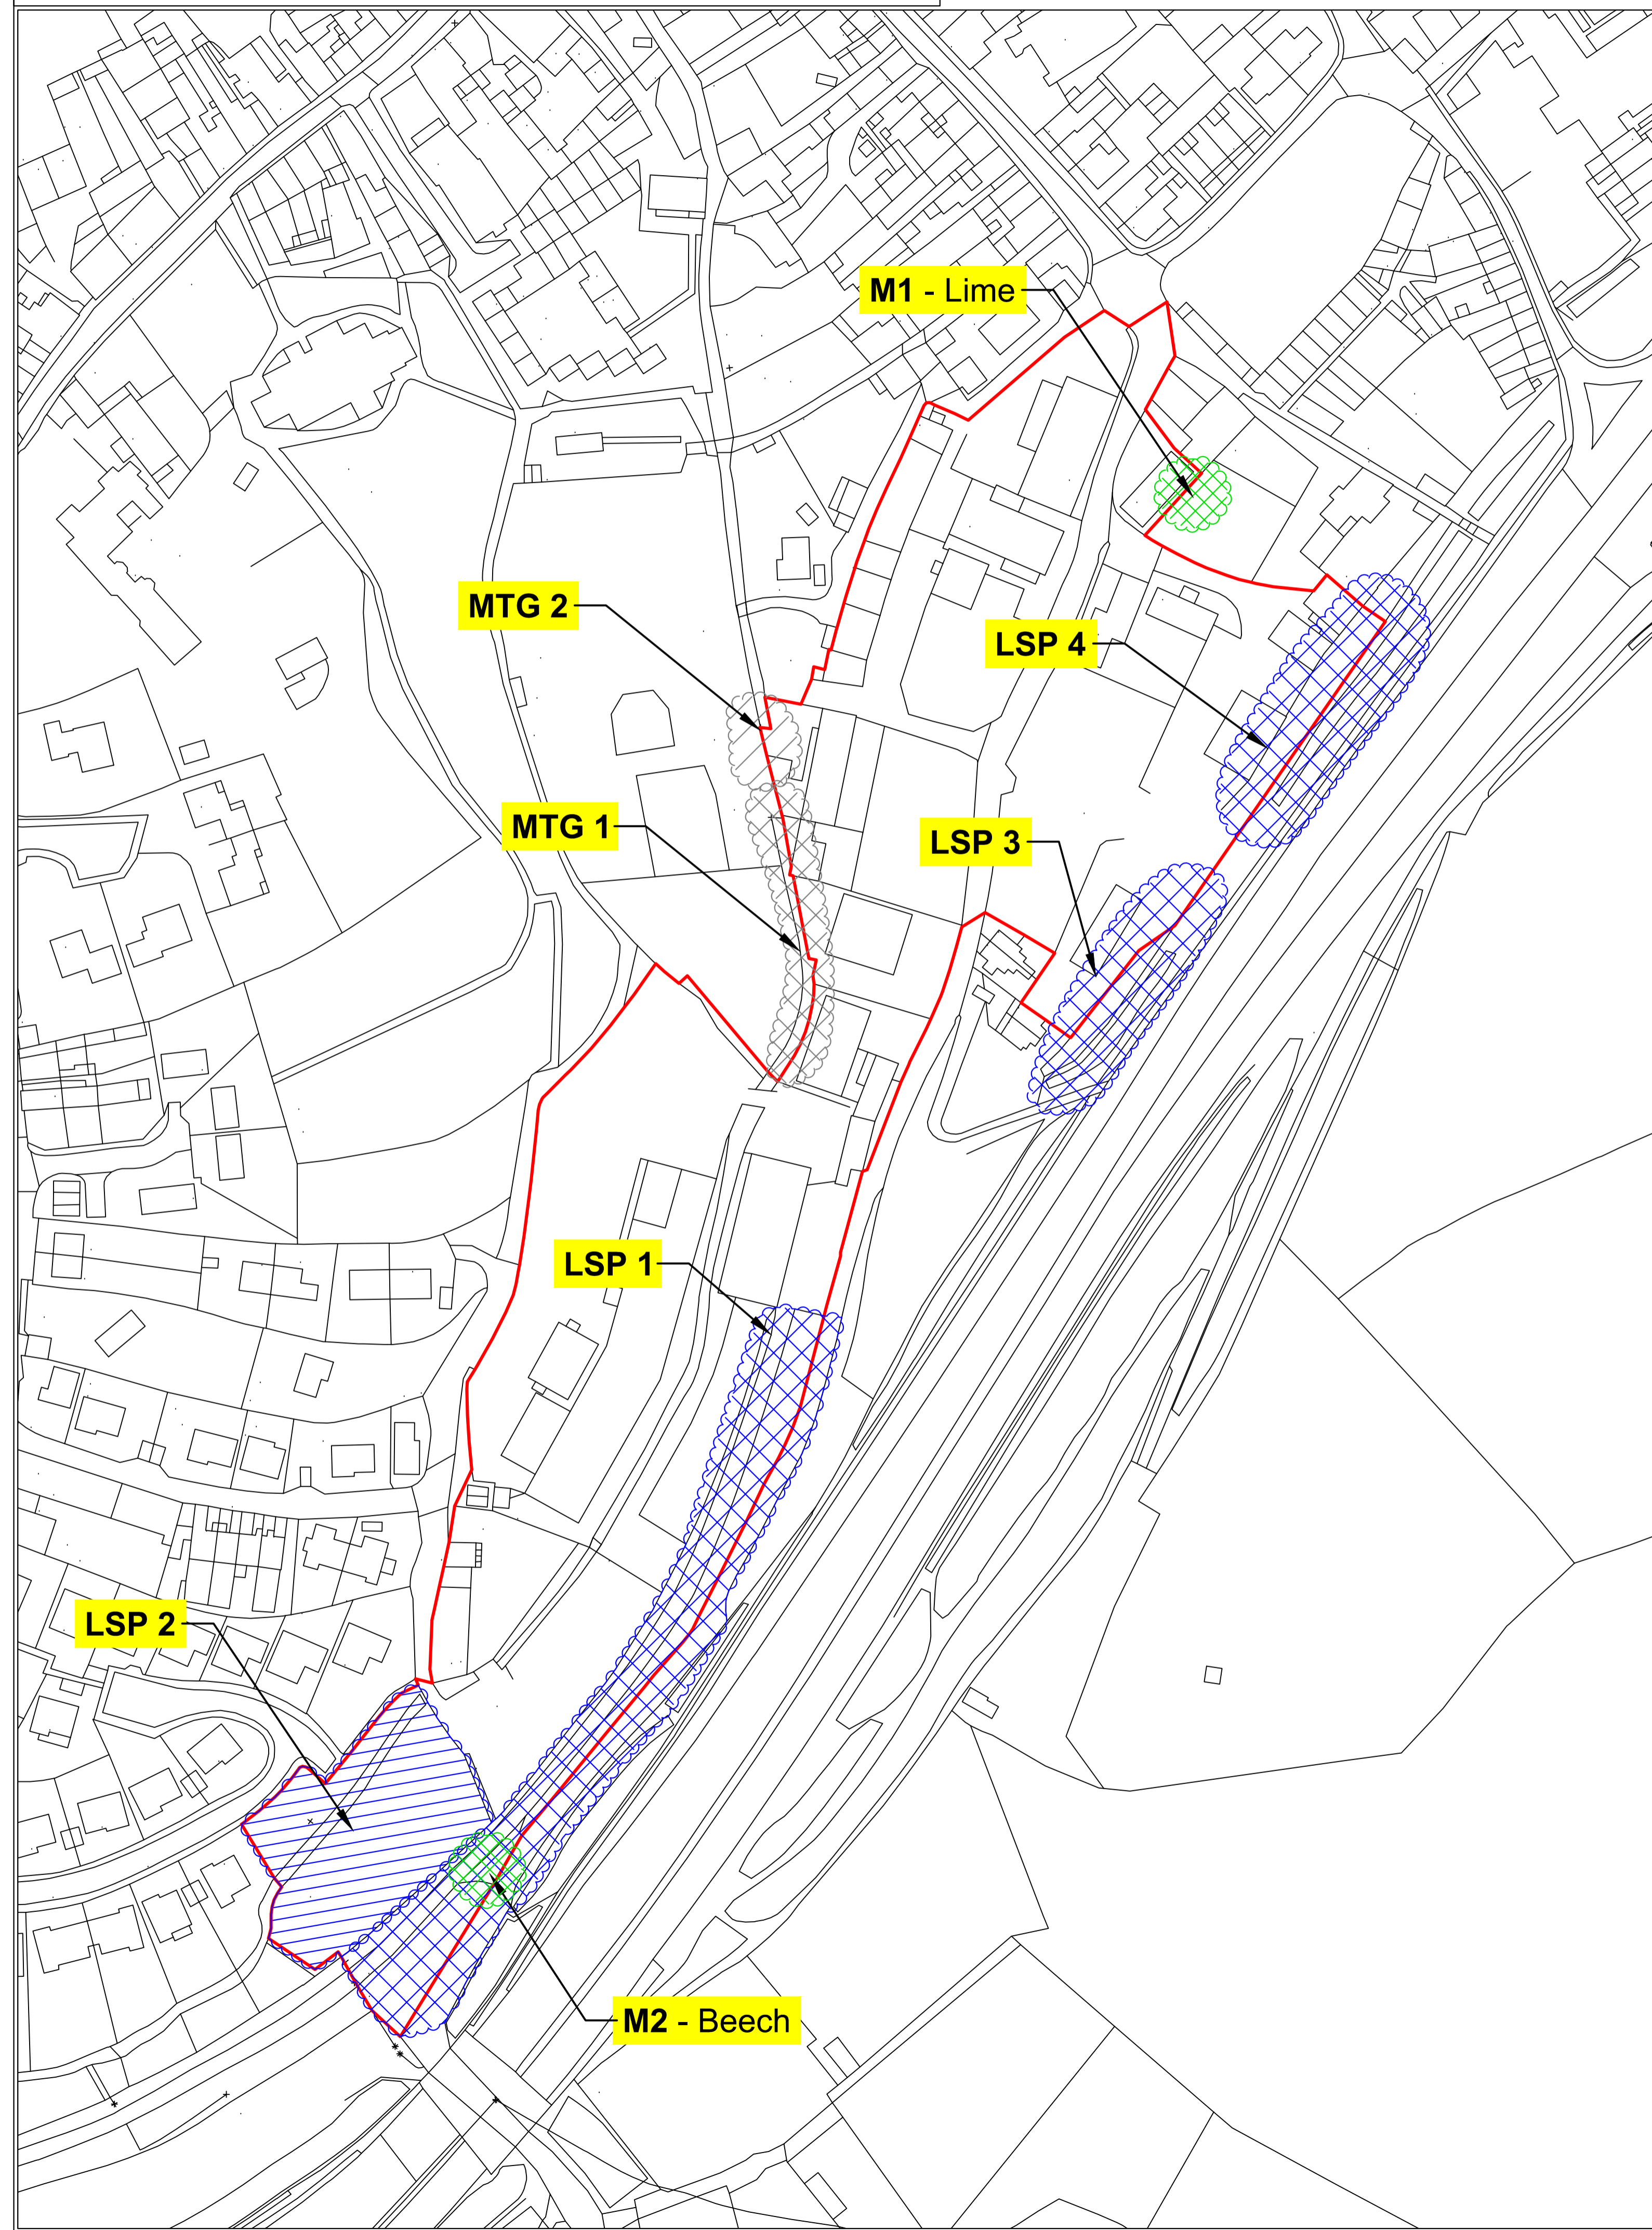 M1 - Lime
MTG 2
LSP 4
MTG 1
LSP 3
LSP 1
LSP 2
M2 - Beech